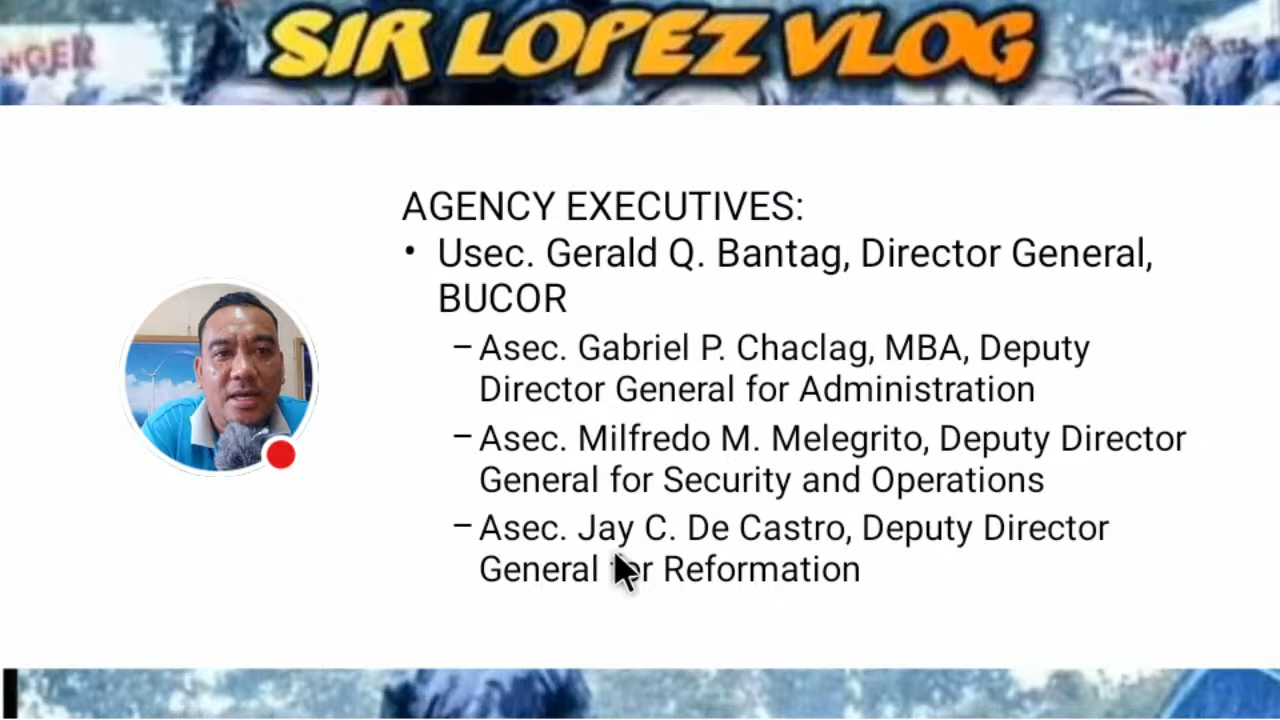 SIR LOPEZ VLOG
AGENCY EXECUTIVES:
• Usec. Gerald Q. Bantag, Director General,
BUCOR
– Asec. Gabriel P. Chaclag, MBA, Deputy
Director General for Administration
– Asec. Milfredo M. Melegrito, Deputy Director
General for Security and Operations
– Asec. Jay C. De Castro, Deputy Director
General for Reformation